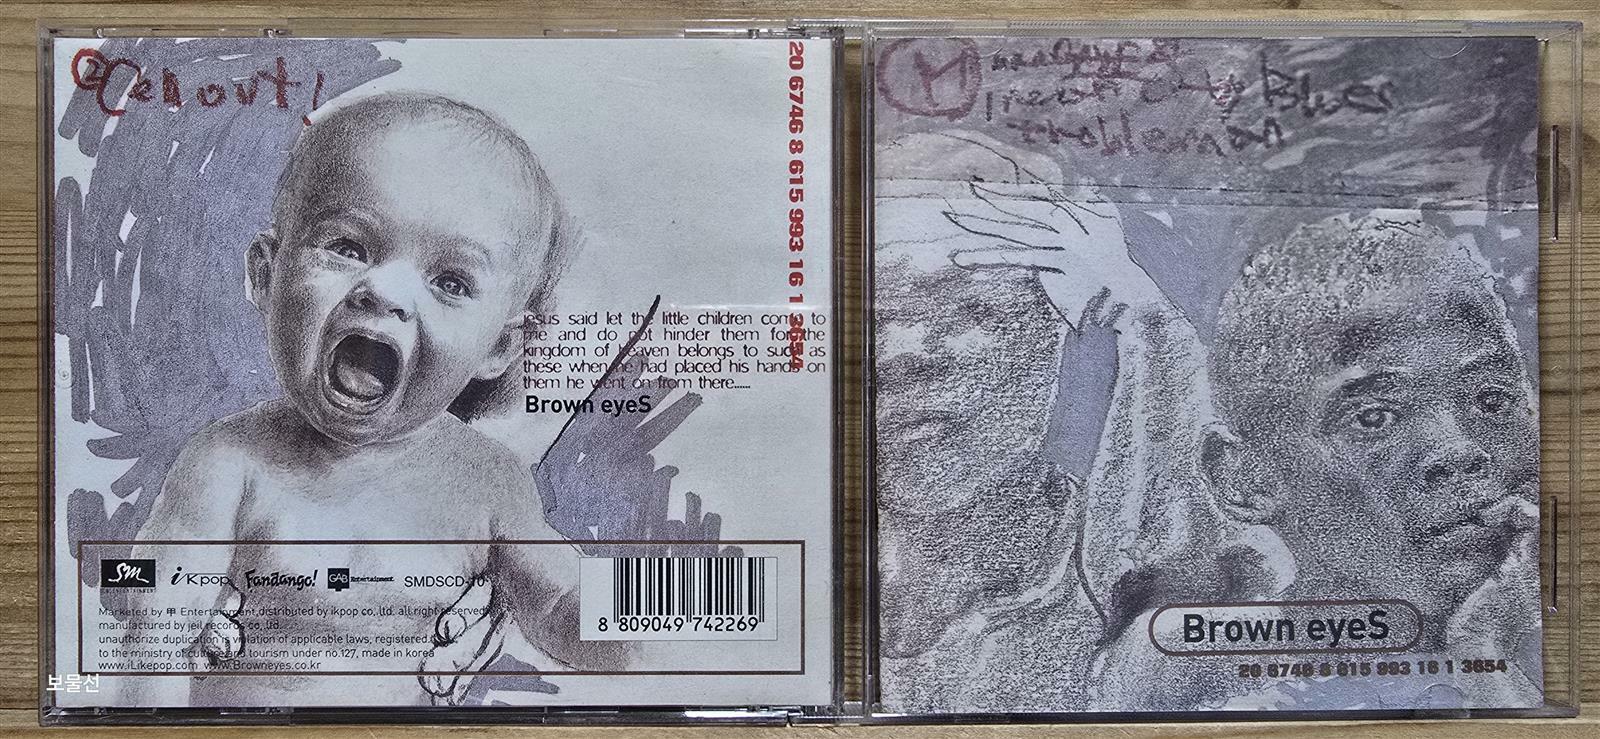 20 6746 8 615 993 16 1 3654
jesus said let the little children come to
me and do not hinder them for the
kingdom of heaven belongs to such as
these when he had placed his hands on
them he went on from there......
Brown eyeS
SM
ikpop Fandango! GAB Entertainment SMDSCD-10
Marketed by 甲 Entertainment, distributed by ikpop co., ltd. all right reserved
manufactured by jeil records co, ltd.
unauthorize duplication is violation of applicable laws, registered.
to the ministry of culture and tourism under no.127, made in korea
www.iLikepop.com www.Browneyes.co.kr
8 809049 742269
보물선
Blues
Brown eyeS
20 6746 8 615 993 16 1 3654